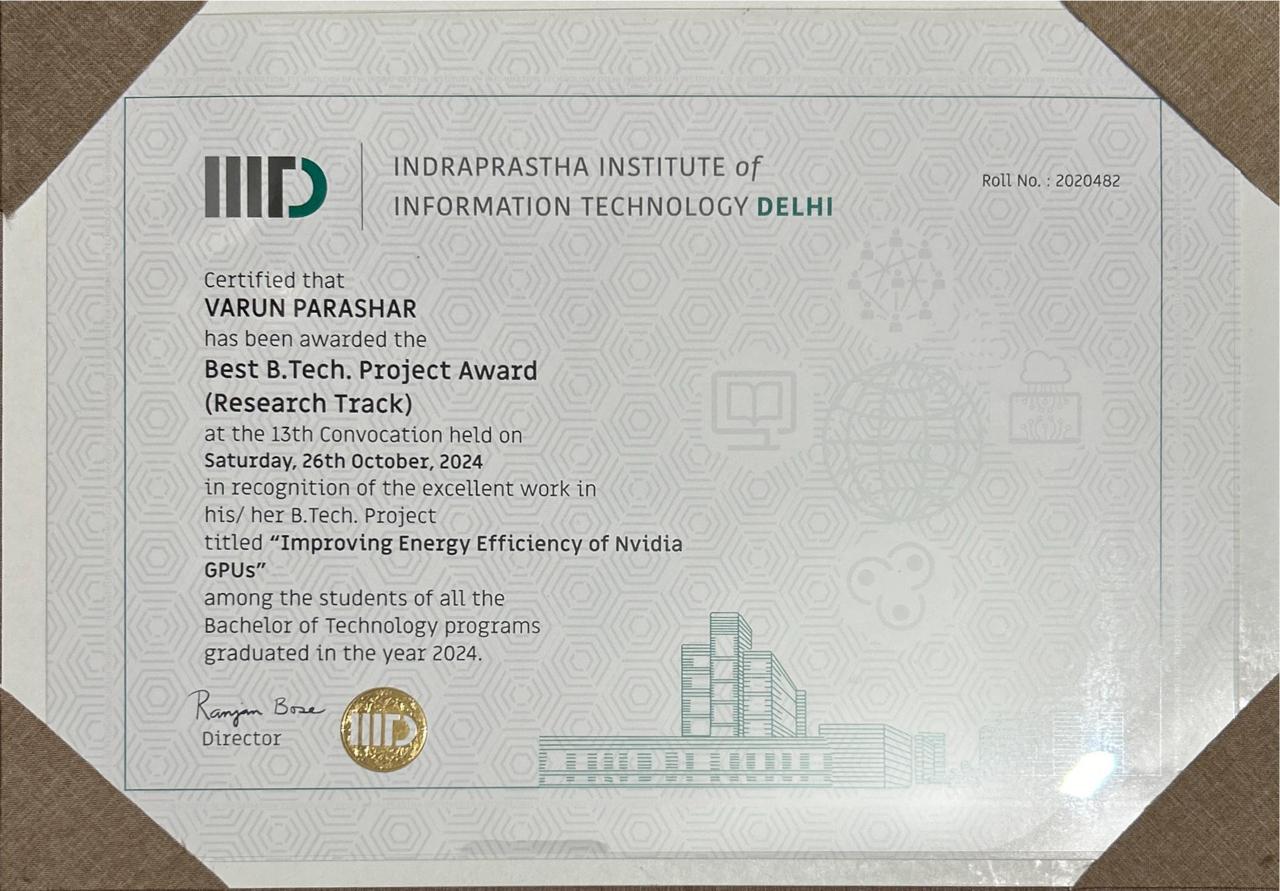 IIITD
INDRAPRASTHA INSTITUTE of
INFORMATION TECHNOLOGY DELHI
Roll No. : 2020482
Certified that
VARUN PARASHAR
has been awarded the
Best B.Tech. Project Award
(Research Track)
at the 13th Convocation held on
Saturday, 26th October, 2024
in recognition of the excellent work in
his/ her B.Tech. Project
titled “Improving Energy Efficiency of Nvidia
GPUs”
among the students of all the
Bachelor of Technology programs
graduated in the year 2024.
Ranjan Bose
Director
IIITD